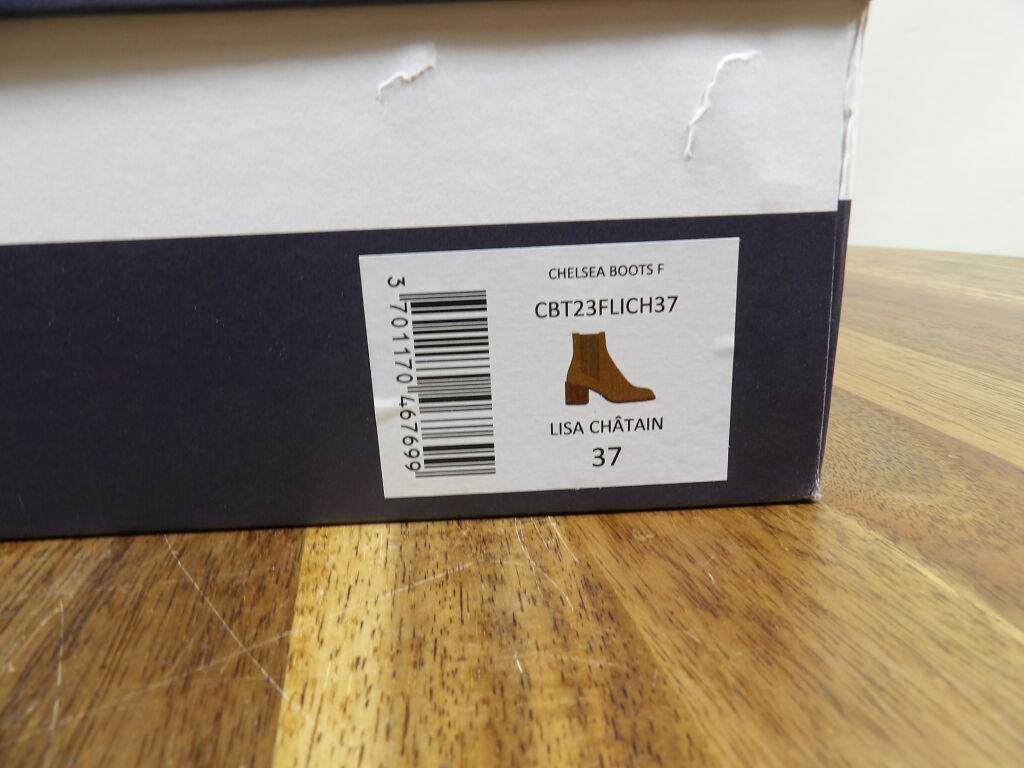 3 701170 467699
CHELSEA BOOTS F
CBT23FLICH37
LISA CHÂTAIN
37